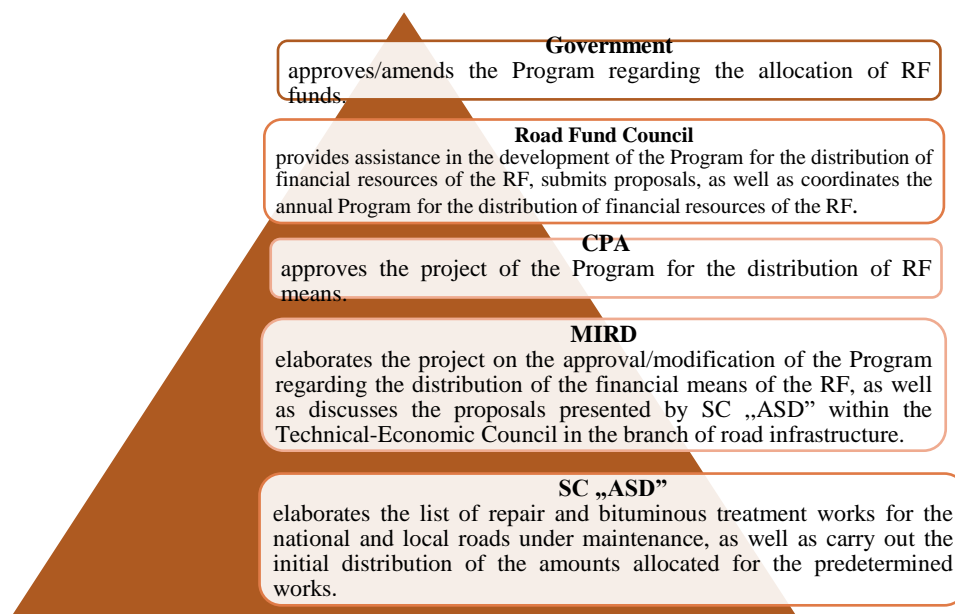 Government
approves/amends the Program regarding the allocation of RF
funds.
Road Fund Council
provides assistance in the development of the Program for the distribution of
financial resources of the RF, submits proposals, as well as coordinates the
annual Program for the distribution of financial resources of the RF.
CPA
approves the project of the Program for the distribution of RF
means.
MIRD
elaborates the project on the approval/modification of the Program
regarding the distribution of the financial means of the RF, as well
as discusses the proposals presented by SC „ASD” within the
Technical-Economic Council in the branch of road infrastructure.
SC „ASD”
elaborates the list of repair and bituminous treatment works for the
national and local roads under maintenance, as well as carry out the
initial distribution of the amounts allocated for the predetermined
works.